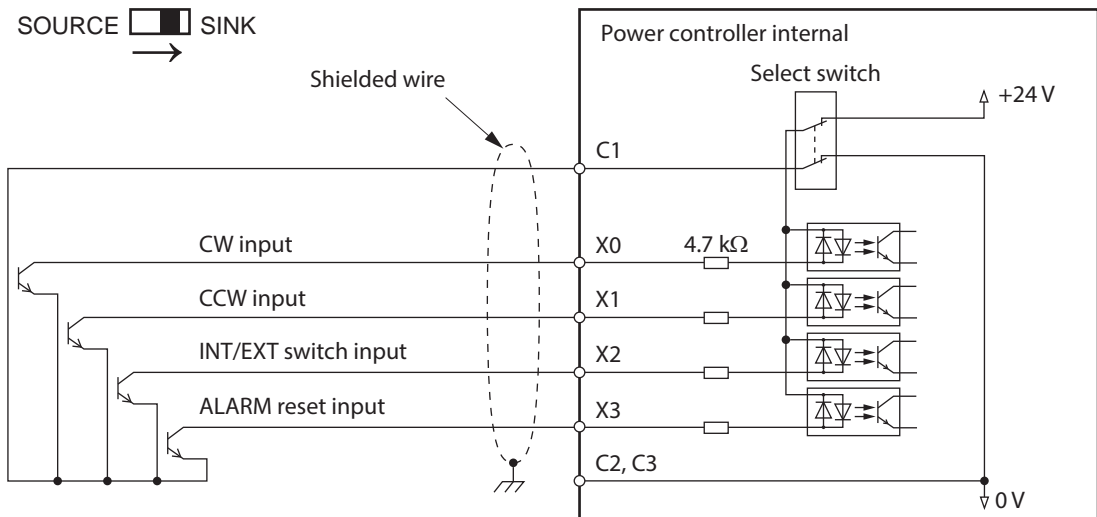 SOURCE SINK
Power controller internal
Select switch
Shielded wire
+24 V
C1
CW input
X0
4.7 kΩ
CCW input
X1
INT/EXT switch input
X2
ALARM reset input
X3
C2, C3
0 V